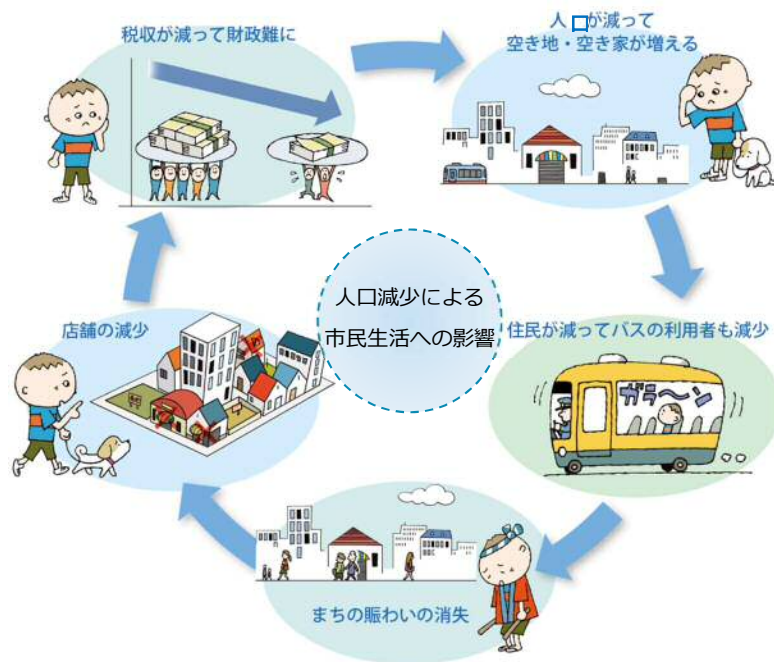 税収が減って財政難に
人口が減って
空き地・空き家が増える
人口減少による
市民生活への影響
店舗の減少
住民が減ってバスの利用者も減少
ガラ〜ン
まちの賑わいの消失